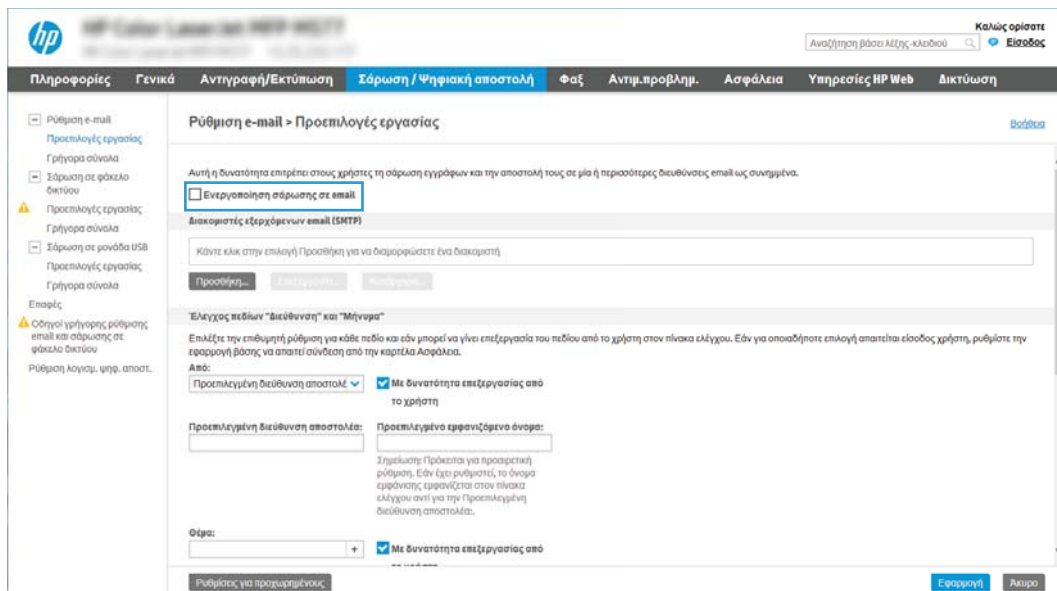 hp
Καλώς ορίσατε
Αναζήτηση βάσει λέξης-κλειδιού
Είσοδος
Πληροφορίες Γενικά Αντιγραφή/Εκτύπωση Σάρωση / Ψηφιακή αποστολή Φαξ Αντιμ.προβλημ. Ασφάλεια Υπηρεσίες HP Web Δικτύωση
Ρύθμιση e-mail
Προεπιλογές εργασίας
Γρήγορα σύνολα
Σάρωση σε φάκελο
δικτύου
Προεπιλογές εργασίας
Γρήγορα σύνολα
Σάρωση σε μονάδα USB
Προεπιλογές εργασίας
Γρήγορα σύνολα
Επαφές
Οδηγοί γρήγορης ρύθμισης
email και σάρωσης σε
φάκελο δικτύου
Ρύθμιση λογισμ. ψηφ. αποστ.
Ρύθμιση e-mail > Προεπιλογές εργασίας
Βοήθεια
Αυτή η δυνατότητα επιτρέπει στους χρήστες τη σάρωση εγγράφων και την αποστολή τους σε μία ή περισσότερες διευθύνσεις email ως συνημμένα.
Ενεργοποίηση σάρωσης σε email
Διακομιστές εξερχόμενων email (SMTP)
Κάντε κλικ στην επιλογή Προσθήκη για να διαμορφώσετε ένα διακομιστή
Προσθήκη...
Έλεγχος πεδίων "Διεύθυνση" και "Μήνυμα"
Επιλέξτε την επιθυμητή ρύθμιση για κάθε πεδίο και εάν μπορεί να γίνει επεξεργασία του πεδίου από το χρήστη στον πίνακα ελέγχου. Εάν για οποιαδήποτε επιλογή απαιτείται είσοδος χρήστη, ρυθμίστε την
εφαρμογή βάσης να απαιτεί σύνδεση από την καρτέλα Ασφάλεια.
Από:
Προεπιλεγμένη διεύθυνση αποστολέ
Με δυνατότητα επεξεργασίας από
το χρήστη
Προεπιλεγμένη διεύθυνση αποστολέα: Προεπιλεγμένο εμφανιζόμενο όνομα:
Σημείωση: Πρόκειται για προαιρετική
ρύθμιση. Εάν έχει ρυθμιστεί, το όνομα
εμφάνισης εμφανίζεται στον πίνακα
ελέγχου αντί για την Προεπιλεγμένη
διεύθυνση αποστολέα:.
Θέμα:
+
Με δυνατότητα επεξεργασίας από
το χρήστη
Ρυθμίσεις για προχωρημένους
Εφαρμογή Άκυρο